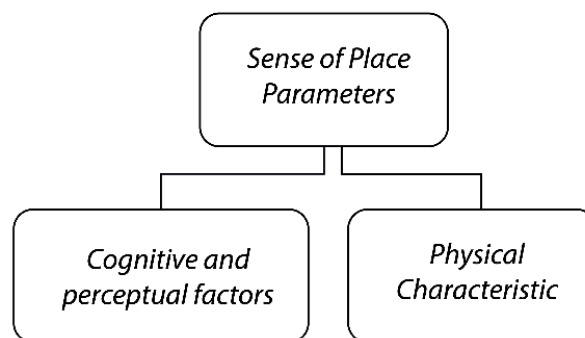 Sense of Place
Parameters
Cognitive and
perceptual factors
Physical
Characteristic